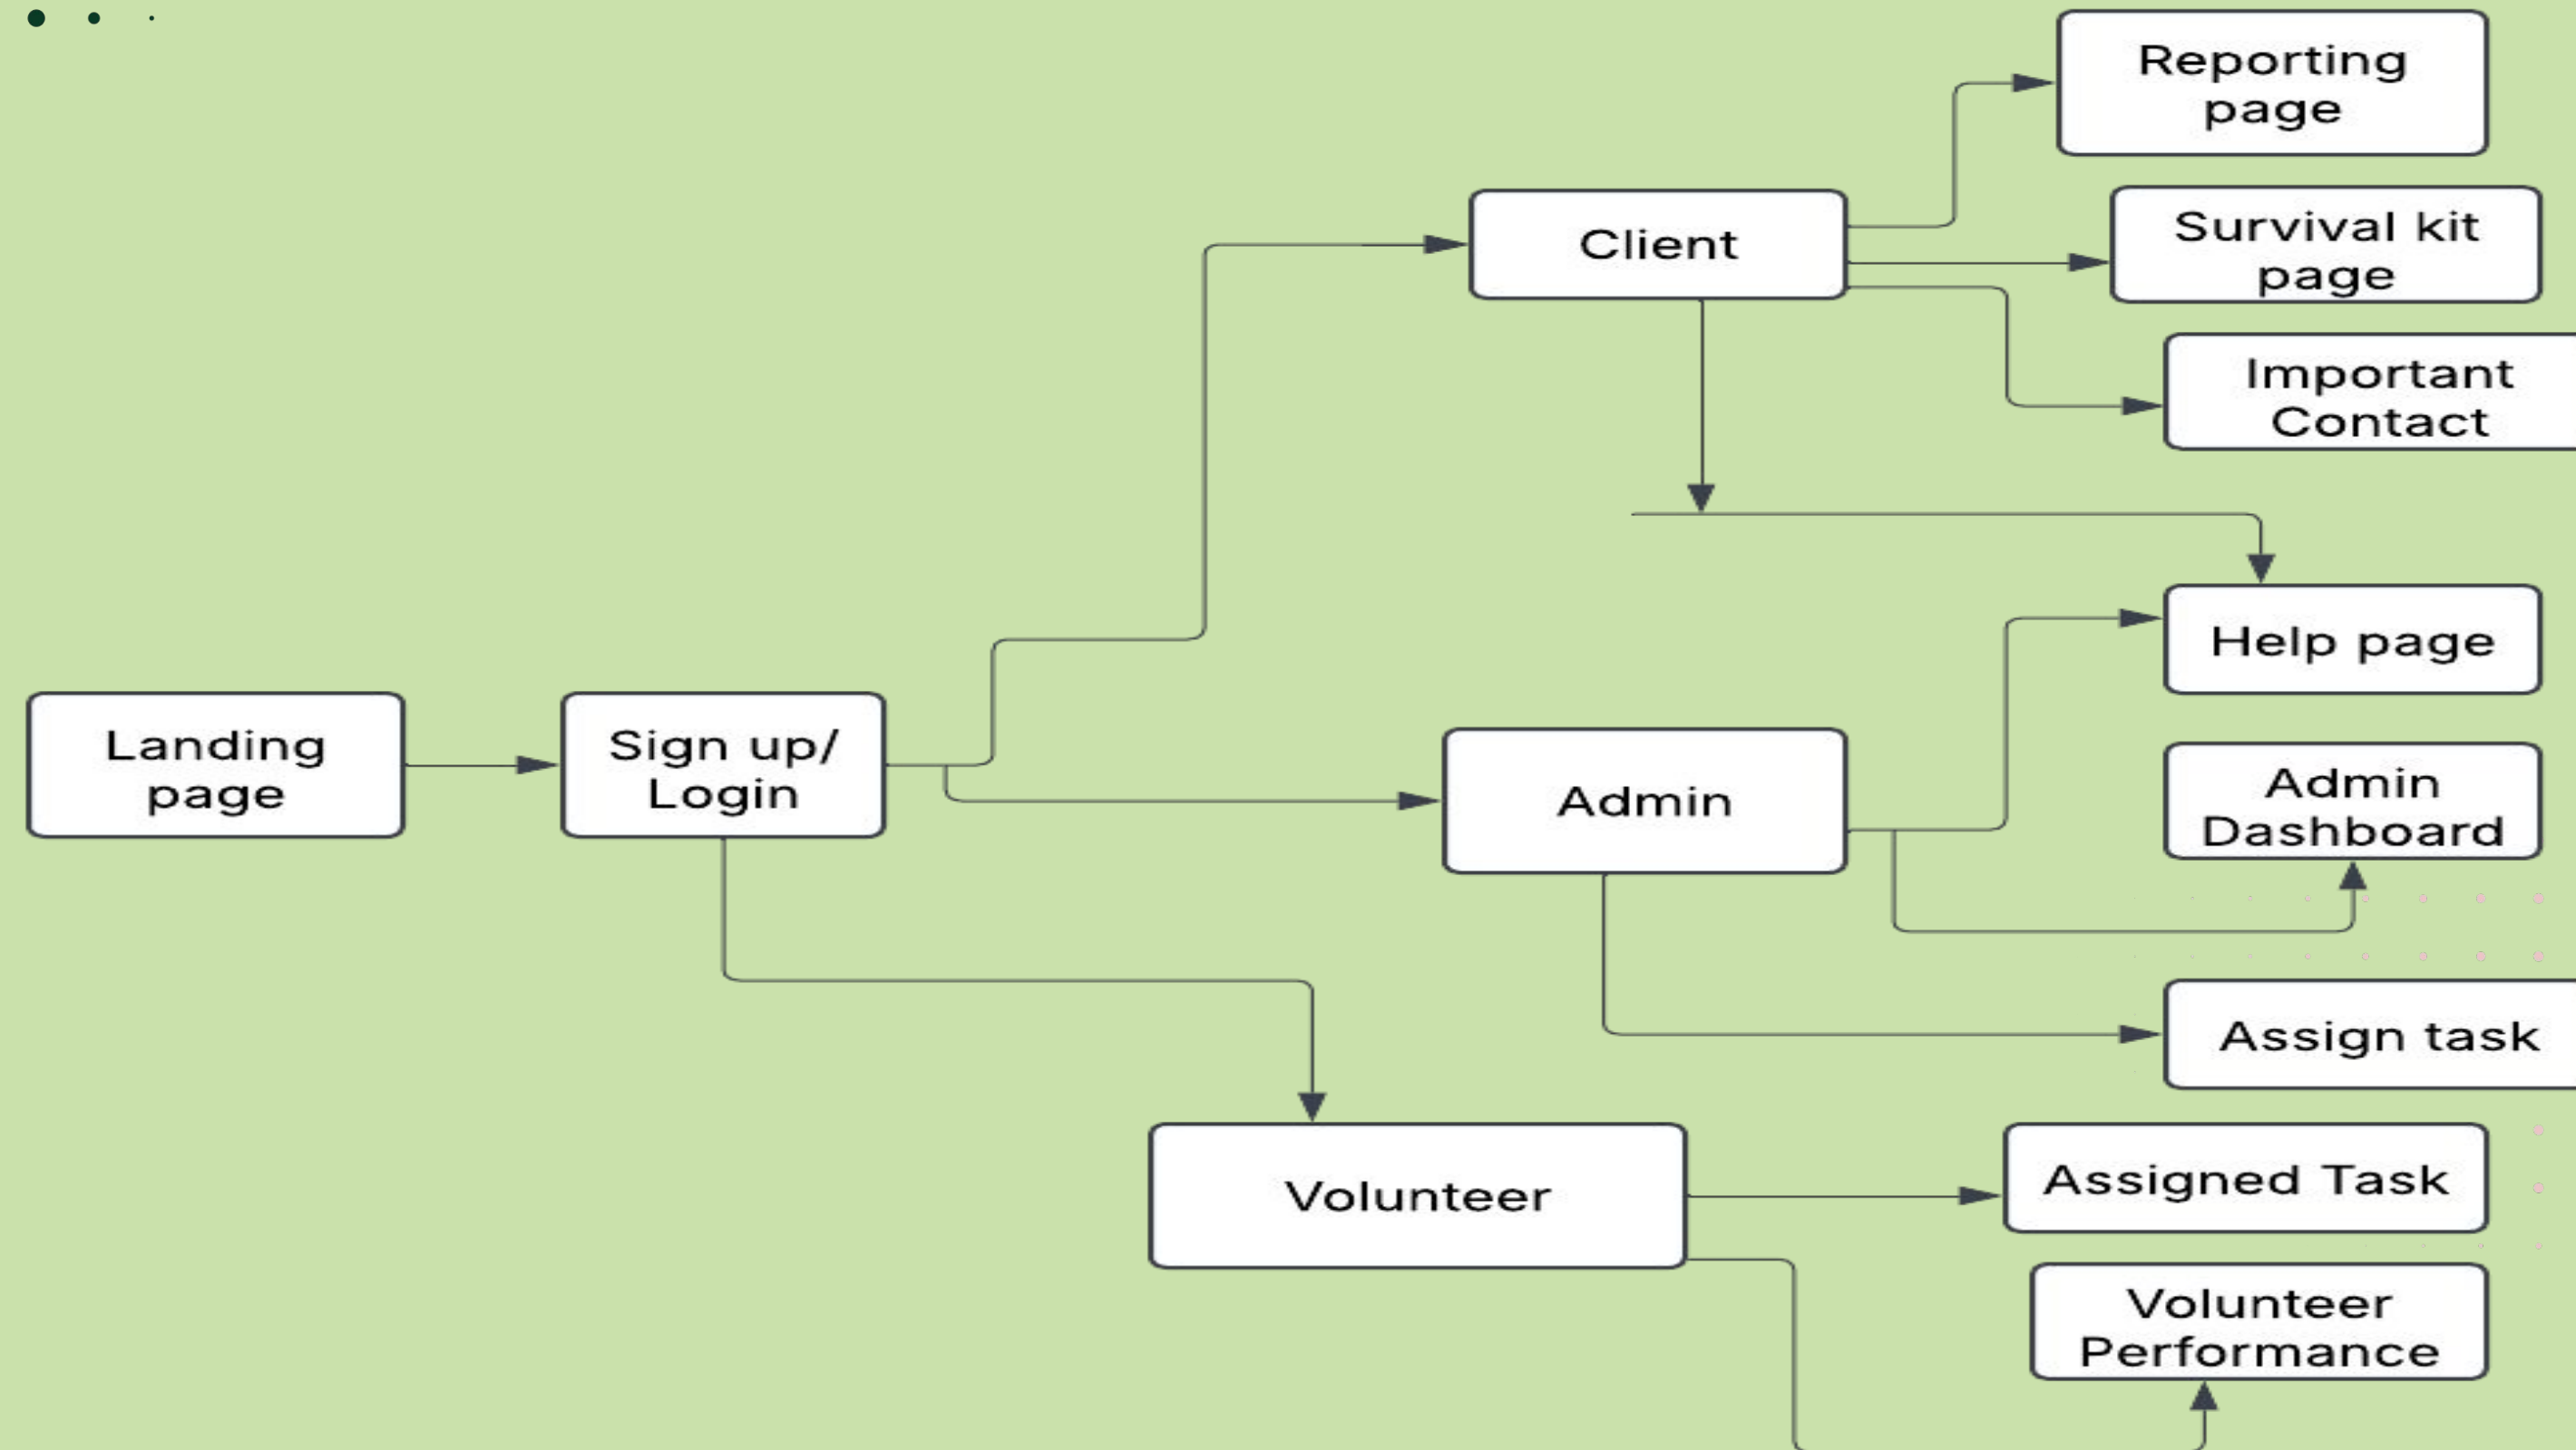 Reporting
page
Client
Survival kit
page
Important
Contact
Help page
Landing
page
Sign up/
Login
Admin
Admin
Dashboard
Assign task
Volunteer
Assigned Task
Volunteer
Performance